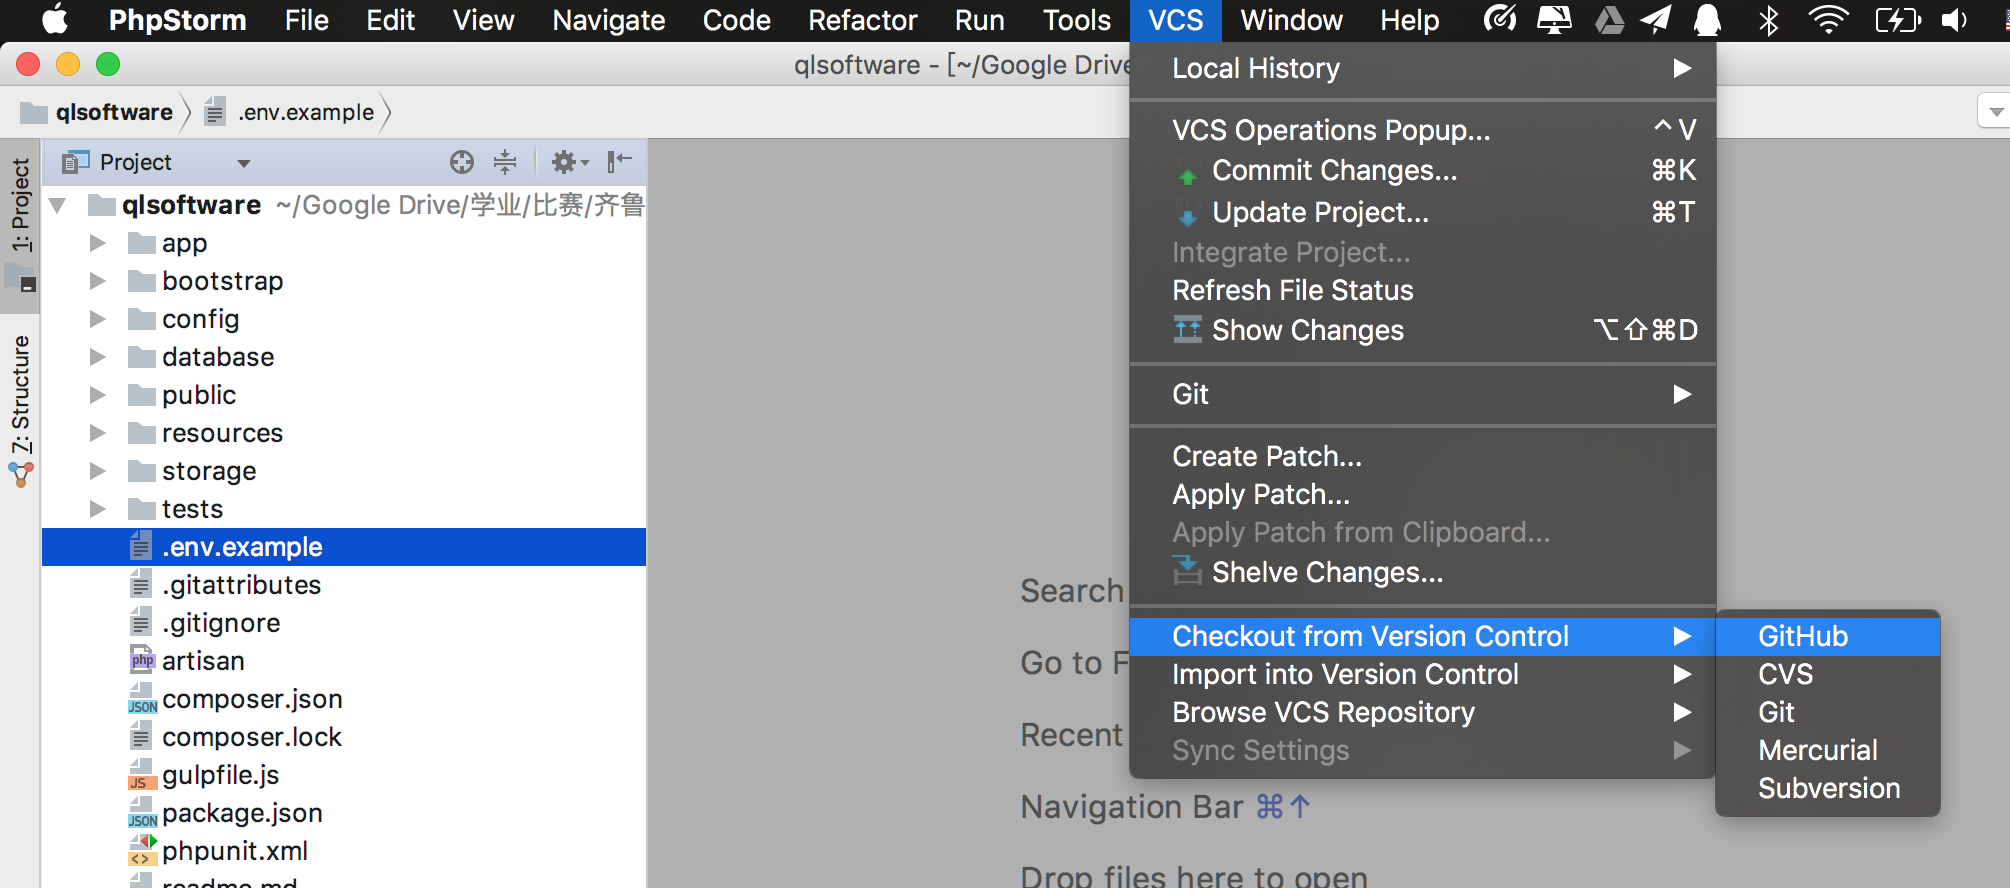 PhpStorm File Edit View Navigate Code Refactor Run Tools VCS Window Help
qlsoftware - [~/Google Drive
qlsoftware .env.example
1: Project
7: Structure
Project
qlsoftware ~/Google Drive/学业/比赛/齐鲁
app
bootstrap
config
database
public
resources
storage
tests
.env.example
.gitattributes
.gitignore
artisan
composer.json
composer.lock
gulpfile.js
package.json
phpunit.xml
readme.md
Search
Go to F
Recent
Navigation Bar ⌘↑
Drop files here to open
Local History
VCS Operations Popup... ^V
Commit Changes... ⌘K
Update Project... ⌘T
Integrate Project...
Refresh File Status
Show Changes ⌥⇧⌘D
Git
Create Patch...
Apply Patch...
Apply Patch from Clipboard...
Shelve Changes...
Checkout from Version Control
Import into Version Control
Browse VCS Repository
Sync Settings
GitHub
CVS
Git
Mercurial
Subversion